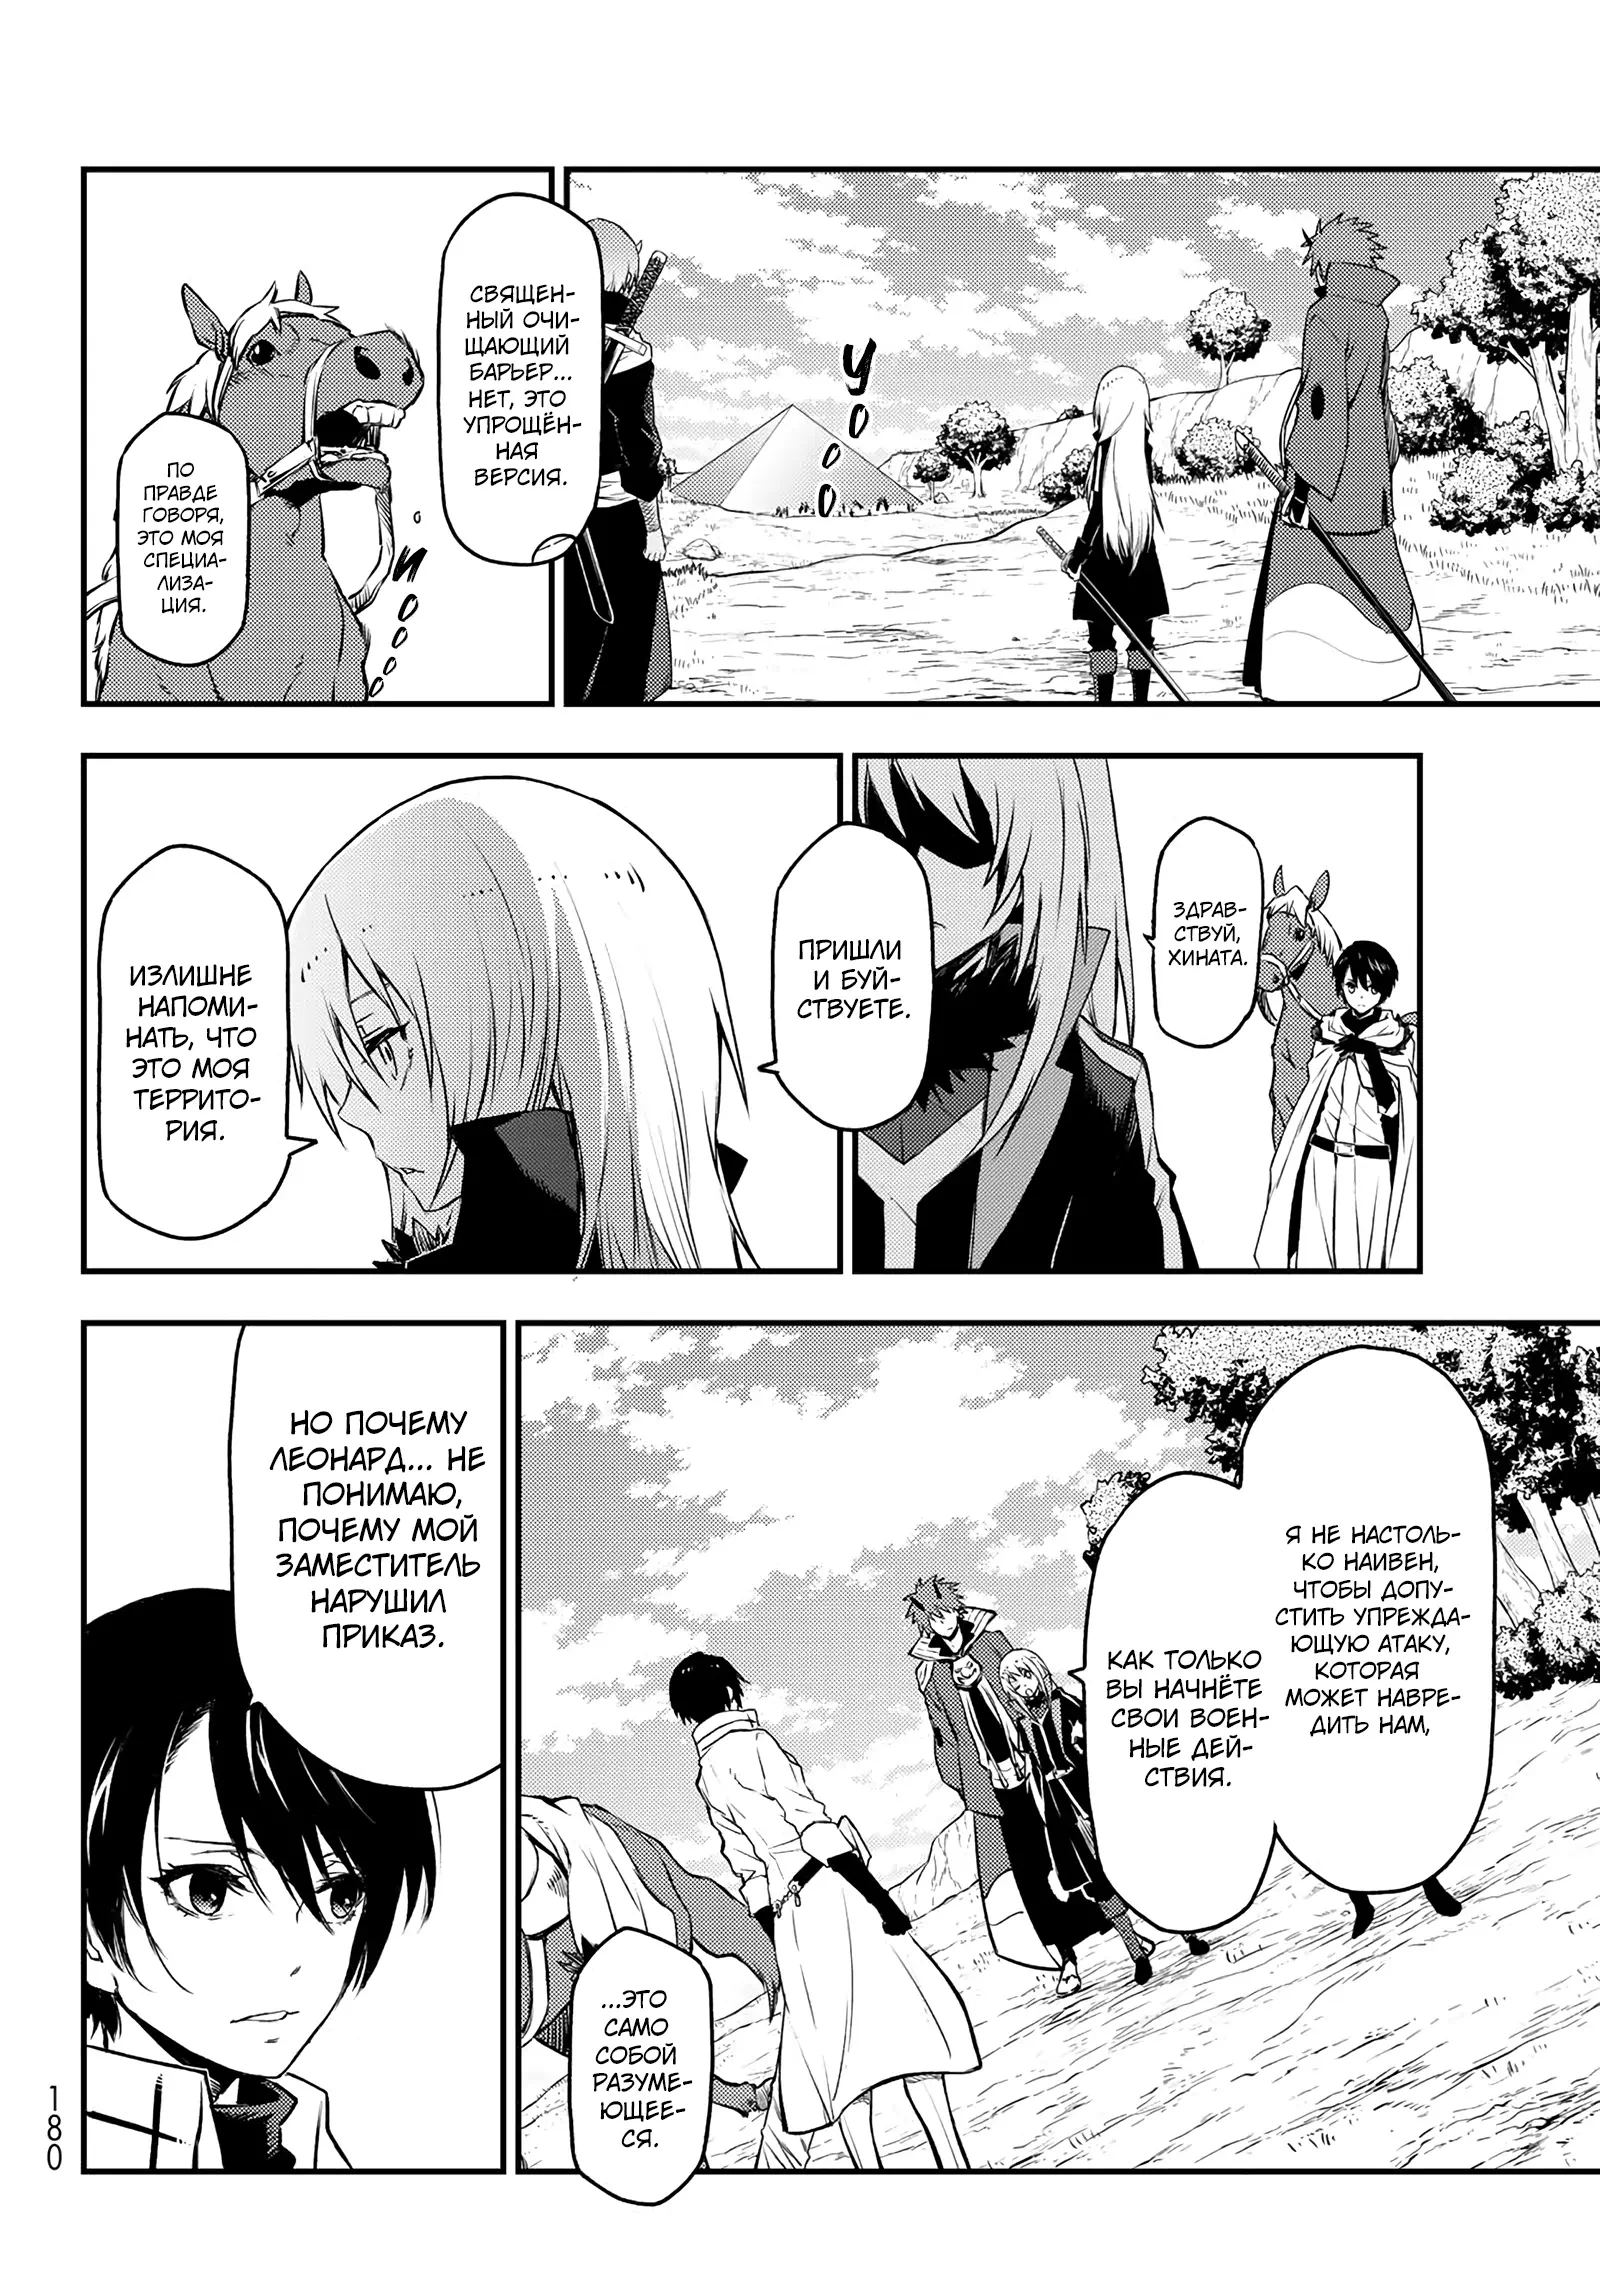 У
О
О
О
СВЯЩЕН-
НЫЙ ОЧИ-
ЩАЮЩИЙ
БАРЬЕР...
НЕТ, ЭТО
УПРОЩЁН-
НАЯ
ВЕРСИЯ.
ПО
ПРАВДЕ
ГОВОРЯ,
ЭТО МОЯ
СПЕЦИА-
ЛИЗА-
ЦИЯ.
И
О
О
О
О
ЗДРАВ-
СТВУЙ,
ХИНАТА.
ПРИШЛИ
И БУЙ-
СТВУЕТЕ.
ИЗЛИШНЕ
НАПОМИ-
НАТЬ, ЧТО
ЭТО МОЯ
ТЕРРИТО-
РИЯ.
Я НЕ НАСТОЛЬ-
КО НАИВЕН,
ЧТОБЫ ДОПУ-
СТИТЬ УПРЕЖДА-
ЮЩУЮ АТАКУ,
КОТОРАЯ
МОЖЕТ НАВРЕ-
ДИТЬ НАМ,
КАК ТОЛЬКО
ВЫ НАЧНЁТЕ
СВОИ ВОЕН-
НЫЕ ДЕЙ-
СТВИЯ.
...ЭТО
САМО
СОБОЙ
РАЗУМЕ-
ЮЩЕЕ-
СЯ.
НО ПОЧЕМУ
ЛЕОНАРД... НЕ
ПОНИМАЮ,
ПОЧЕМУ МОЙ
ЗАМЕСТИТЕЛЬ
НАРУШИЛ
ПРИКАЗ.
180